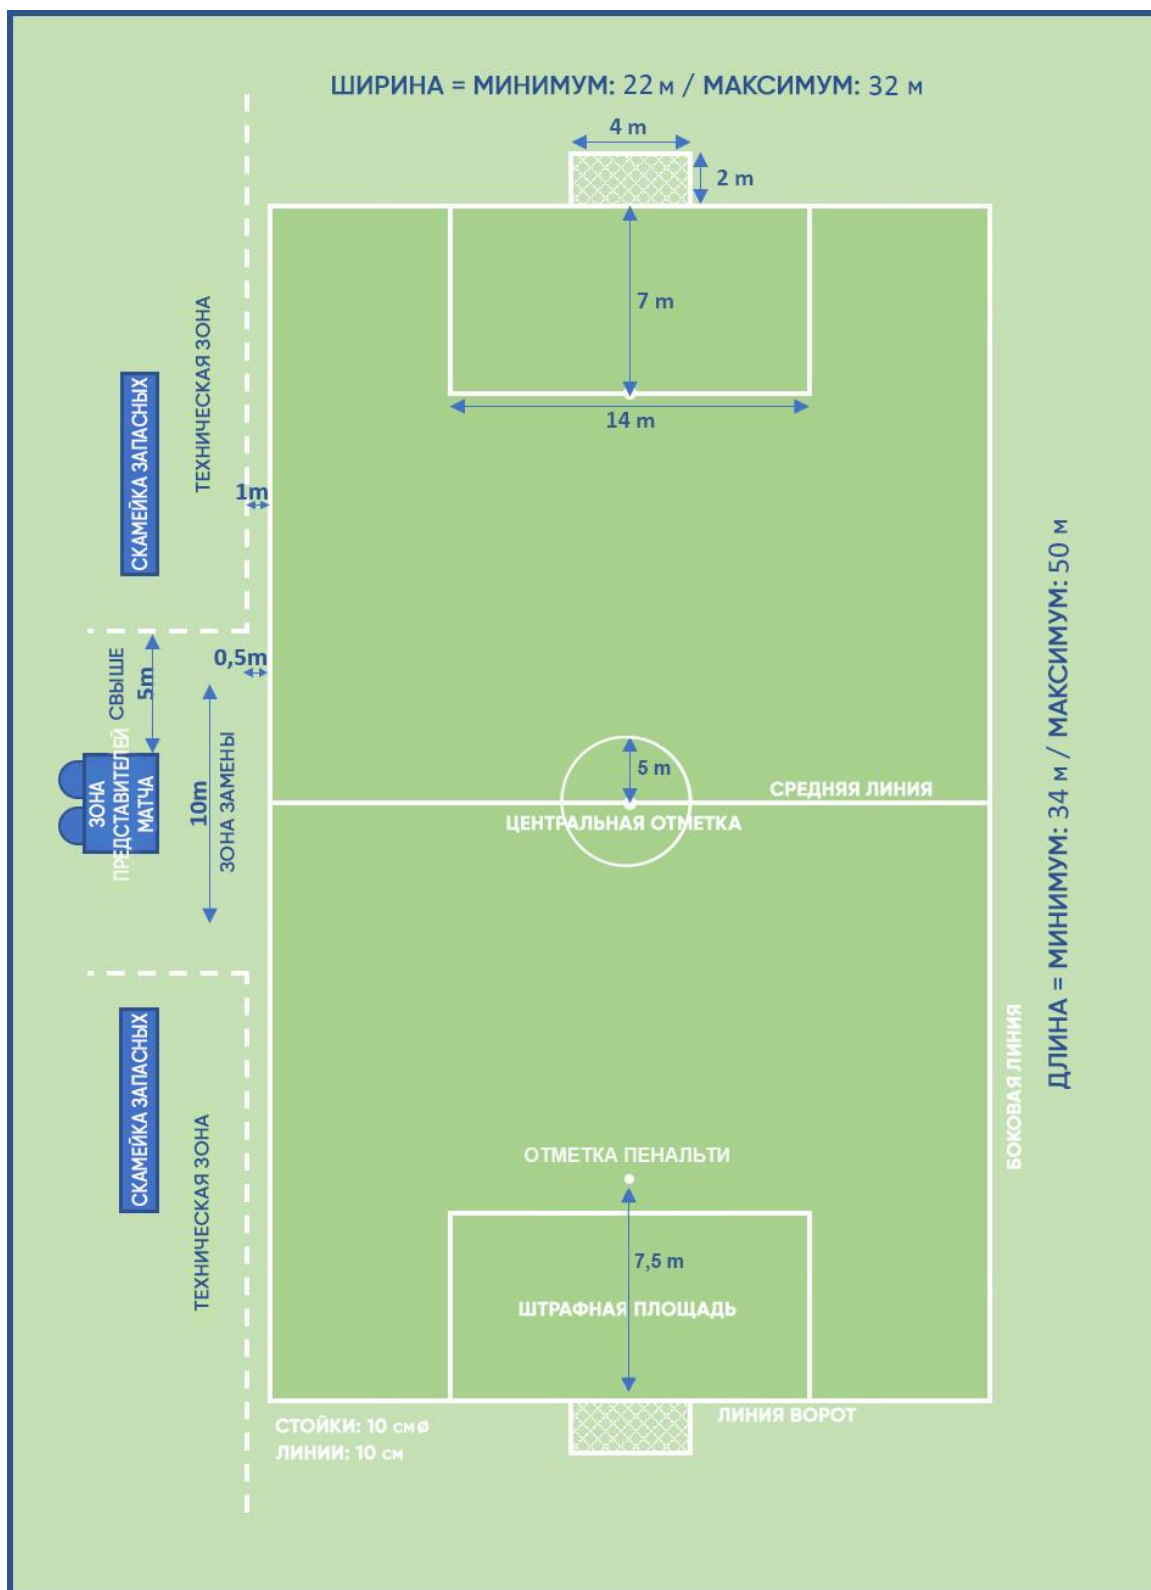 ШИРИНА = МИНИМУМ: 22 м / МАКСИМУМ: 32 м
4 m
2 m
7 m
14 m
ТЕХНИЧЕСКАЯ ЗОНА
СКАМЕЙКА ЗАПАСНЫХ
1m
0,5m
СВЫШЕ
5m
ЗОНА
ПРЕДСТАВИТЕЛЕЙ
МАТЧА
10m
ЗОНА ЗАМЕНЫ
5 m
СРЕДНЯЯ ЛИНИЯ
ЦЕНТРАЛЬНАЯ ОТМЕТКА
ДЛИНА = МИНИМУМ: 34 м / МАКСИМУМ: 50 м
БОКОВАЯ ЛИНИЯ
СКАМЕЙКА ЗАПАСНЫХ
ТЕХНИЧЕСКАЯ ЗОНА
ОТМЕТКА ПЕНАЛЬТИ
7,5 m
ШТРАФНАЯ ПЛОЩАДЬ
ЛИНИЯ ВОРОТ
СТОЙКИ: 10 см ø
ЛИНИИ: 10 см